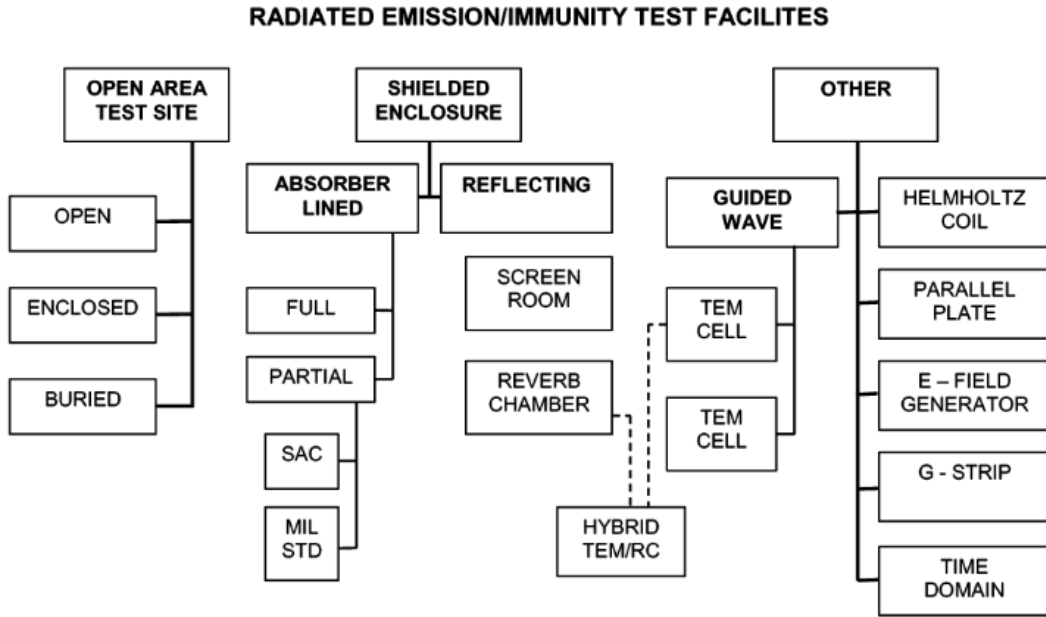 RADIATED EMISSION/IMMUNITY TEST FACILITES
OPEN AREA
TEST SITE
OPEN
ENCLOSED
BURIED
SHIELDED
ENCLOSURE
ABSORBER
LINED
FULL
PARTIAL
SAC
MIL
STD
REFLECTING
SCREEN
ROOM
REVERB
CHAMBER
HYBRID
TEM/RC
OTHER
GUIDED
WAVE
TEM
CELL
TEM
CELL
HELMHOLTZ
COIL
PARALLEL
PLATE
E – FIELD
GENERATOR
G - STRIP
TIME
DOMAIN